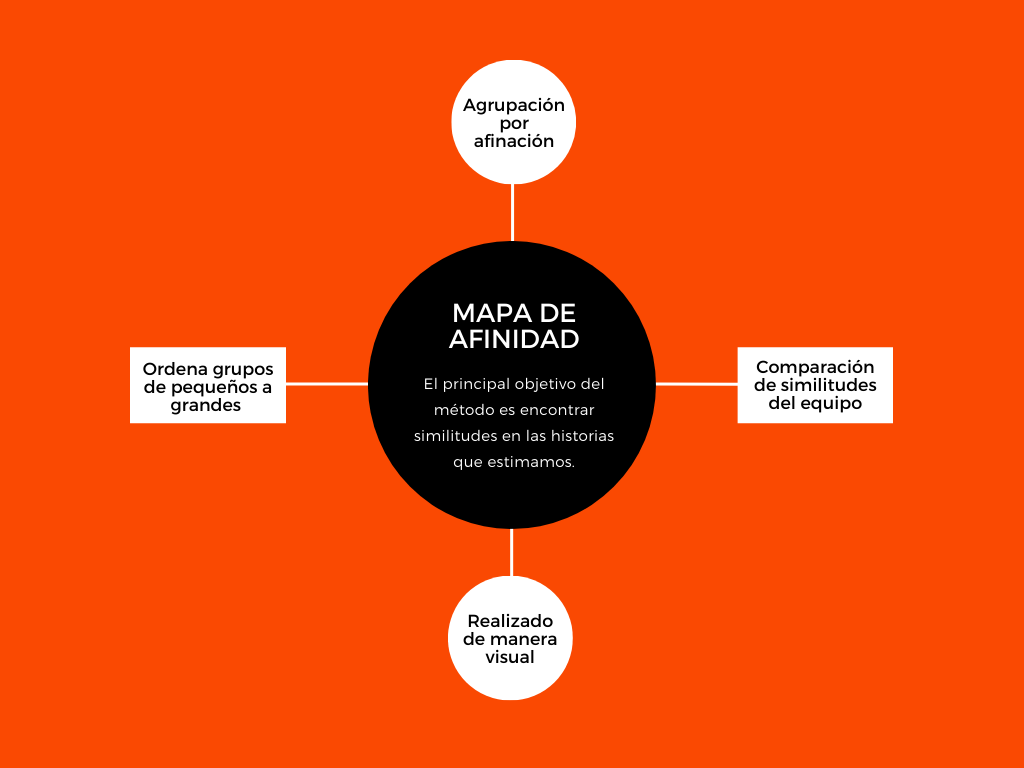 Agrupación
por
afinación
MAPA DE
AFINIDAD
El principal objetivo del
método es encontrar
similitudes en las historias
que estimamos.
Ordena grupos
de pequeños a
grandes
Comparación
de similitudes
del equipo
Realizado
de manera
visual